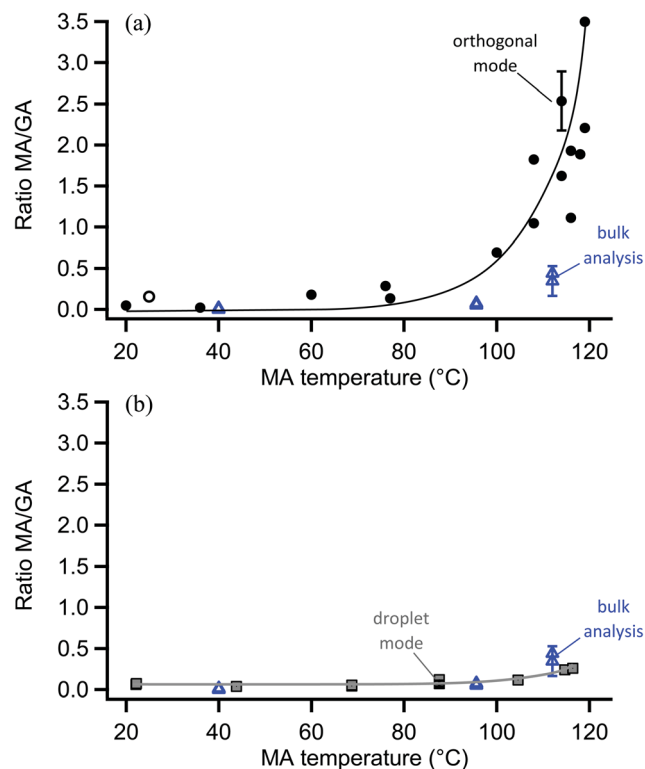 (a)
3.5
3.0
2.5
2.0
1.5
1.0
0.5
0.0
Ratio MA/GA
orthogonal
mode
bulk
analysis
20
40
60
80
100
120
MA temperature (°C)
(b)
3.5
3.0
2.5
2.0
1.5
1.0
0.5
0.0
Ratio MA/GA
droplet
mode
bulk
analysis
20
40
60
80
100
120
MA temperature (°C)